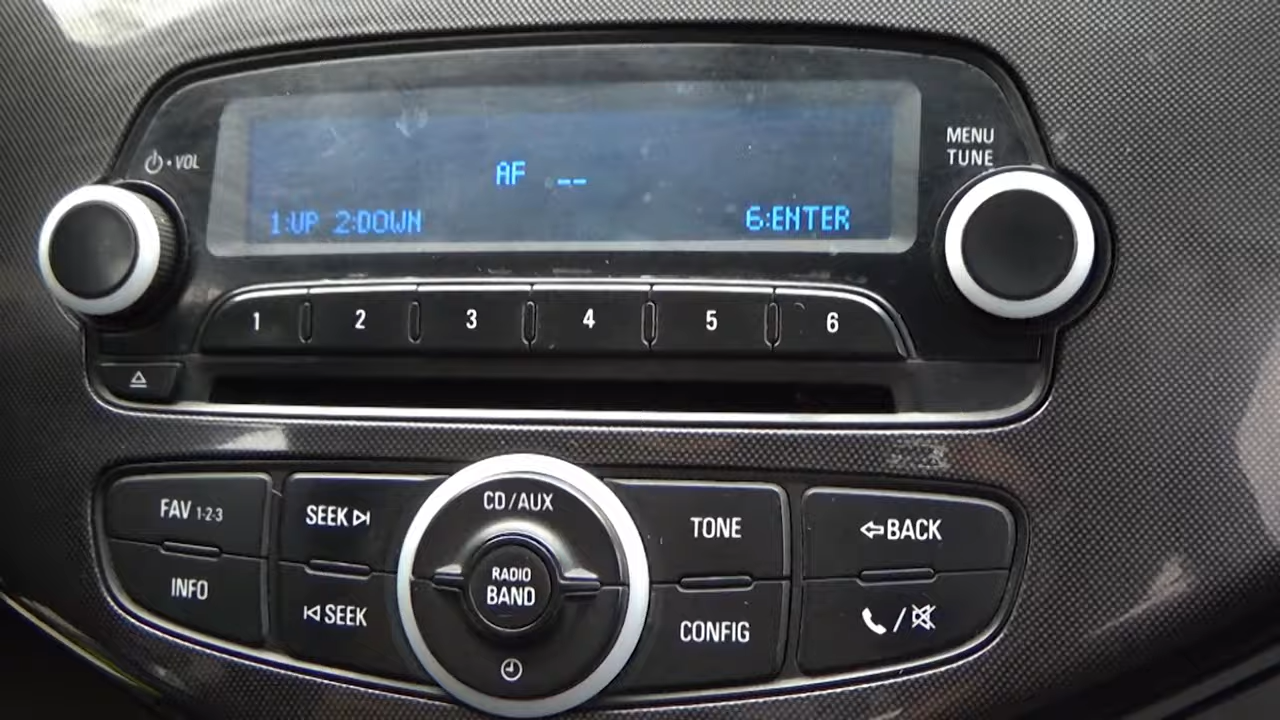 AF __
1:UP 2:DOWN 6:ENTER
VOL
MENU
TUNE
1 2 3 4 5 6
FAV 1-2-3
SEEK
CD/AUX
TONE
BACK
INFO
SEEK
RADIO
BAND
CONFIG
/